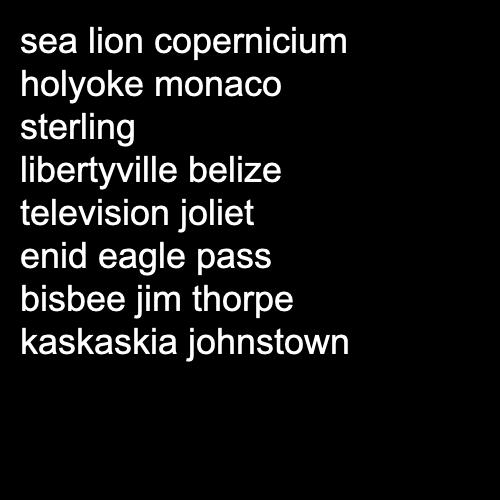 sea lion copernicium
holyoke monaco
sterling
libertyville belize
television joliet
enid eagle pass
bisbee jim thorpe
kaskaskia johnstown